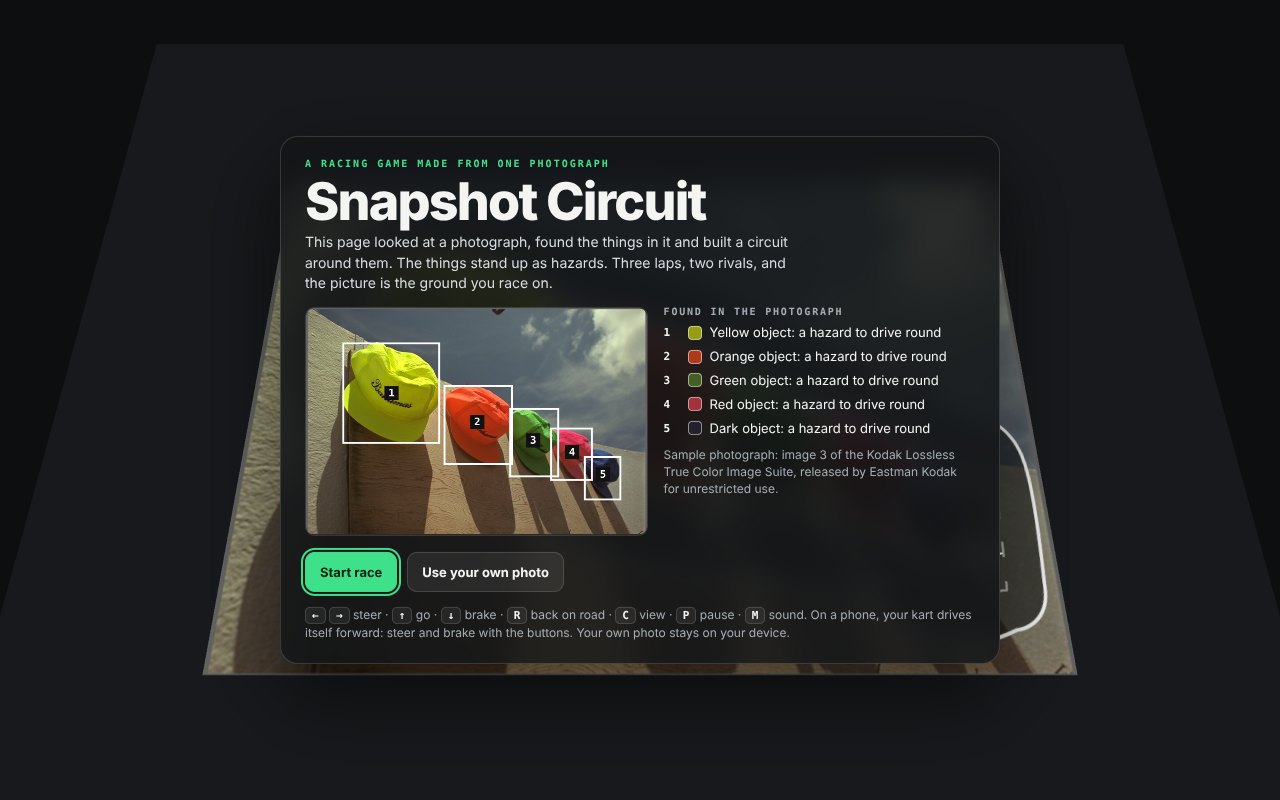 A RACING GAME MADE FROM ONE PHOTOGRAPH
Snapshot Circuit
This page looked at a photograph, found the things in it and built a circuit
around them. The things stand up as hazards. Three laps, two rivals, and
the picture is the ground you race on.
1
2
3
4
5
FOUND IN THE PHOTOGRAPH
1 Yellow object: a hazard to drive round
2 Orange object: a hazard to drive round
3 Green object: a hazard to drive round
4 Red object: a hazard to drive round
5 Dark object: a hazard to drive round
Sample photograph: image 3 of the Kodak Lossless
True Color Image Suite, released by Eastman Kodak
for unrestricted use.
Start race
Use your own photo
← → steer · ↑ go · ↓ brake · R back on road · C view · P pause · M sound. On a phone, your kart drives
itself forward: steer and brake with the buttons. Your own photo stays on your device.